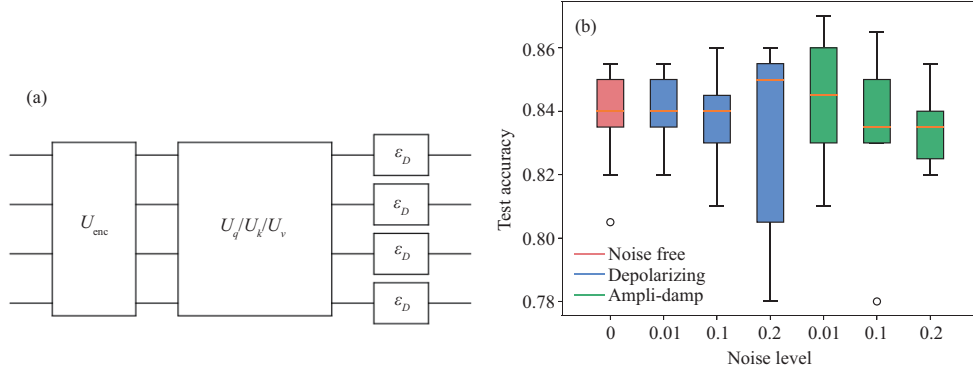 (a)
U_enc
U_q/U_k/U_v
ε_D
ε_D
ε_D
ε_D
(b)
Test accuracy
0.86
0.84
0.82
0.80
0.78
Noise free
Depolarizing
Ampli-damp
0 0.01 0.1 0.2 0.01 0.1 0.2
Noise level